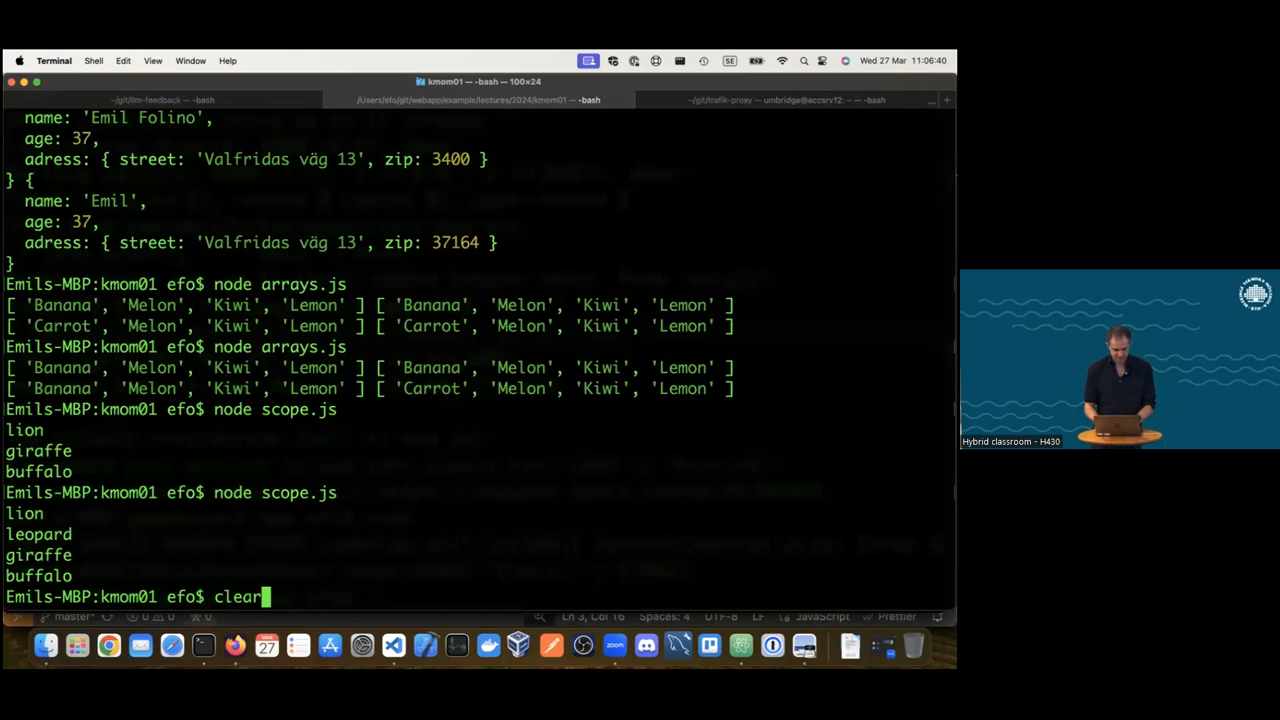 Terminal Shell Edit View Window Help SE Wed 27 Mar 11:06:40
kmom01 — -bash — 100×24
~/git/llm-feedback — -bash /Users/efo/git/webapp/example/lectures/2024/kmom01 — -bash ~/git/trafik-proxy — umbridge@accsrv12: ~ — -bash ... +
name: 'Emil Folino',
age: 37,
adress: { street: 'Valfridas väg 13', zip: 3400 }
} {
name: 'Emil',
age: 37,
adress: { street: 'Valfridas väg 13', zip: 37164 }
}
Emils-MBP:kmom01 efo$ node arrays.js
[ 'Banana', 'Melon', 'Kiwi', 'Lemon' ] [ 'Banana', 'Melon', 'Kiwi', 'Lemon' ]
[ 'Carrot', 'Melon', 'Kiwi', 'Lemon' ] [ 'Carrot', 'Melon', 'Kiwi', 'Lemon' ]
Emils-MBP:kmom01 efo$ node arrays.js
[ 'Banana', 'Melon', 'Kiwi', 'Lemon' ] [ 'Banana', 'Melon', 'Kiwi', 'Lemon' ]
[ 'Banana', 'Melon', 'Kiwi', 'Lemon' ] [ 'Carrot', 'Melon', 'Kiwi', 'Lemon' ]
Emils-MBP:kmom01 efo$ node scope.js
lion
giraffe
buffalo
Emils-MBP:kmom01 efo$ node scope.js
lion
leopard
giraffe
buffalo
Emils-MBP:kmom01 efo$ clear
master* 0 0 0 Ln 3, Col 16 Spaces: 4 UTF-8 LF JavaScript Prettier
MAR
27
zoom
Hybrid classroom - H430